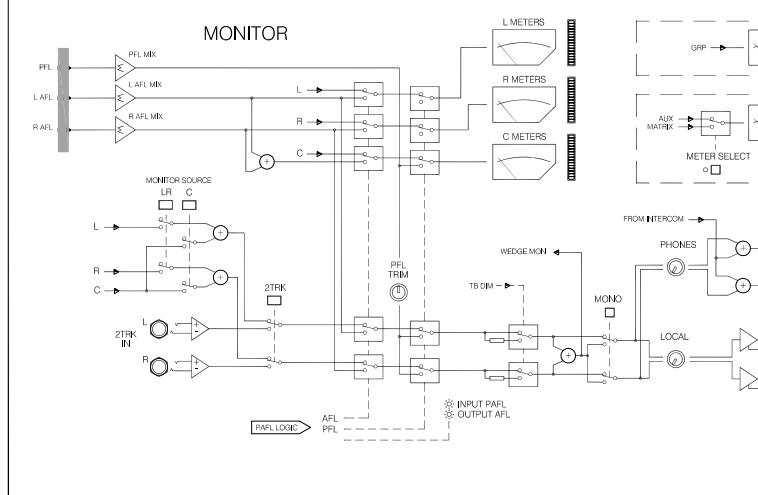 MONITOR
L METERS
PFL MIX
GRP
PFL
R METERS
L AFL MIX
L
L AFL
R AFL MIX
R
R AFL
C METERS
AUX
MATRIX
C
METER SELECT
MONITOR SOURCE
LR C
FROM INTERCOM
L
WEDGE MON
PHONES
PFL
TRIM
R
C
2TRK
TB DIM
MONO
L
2TRK
IN
LOCAL
R
INPUT PAFL
OUTPUT AFL
AFL
PFL
PAFL LOGIC